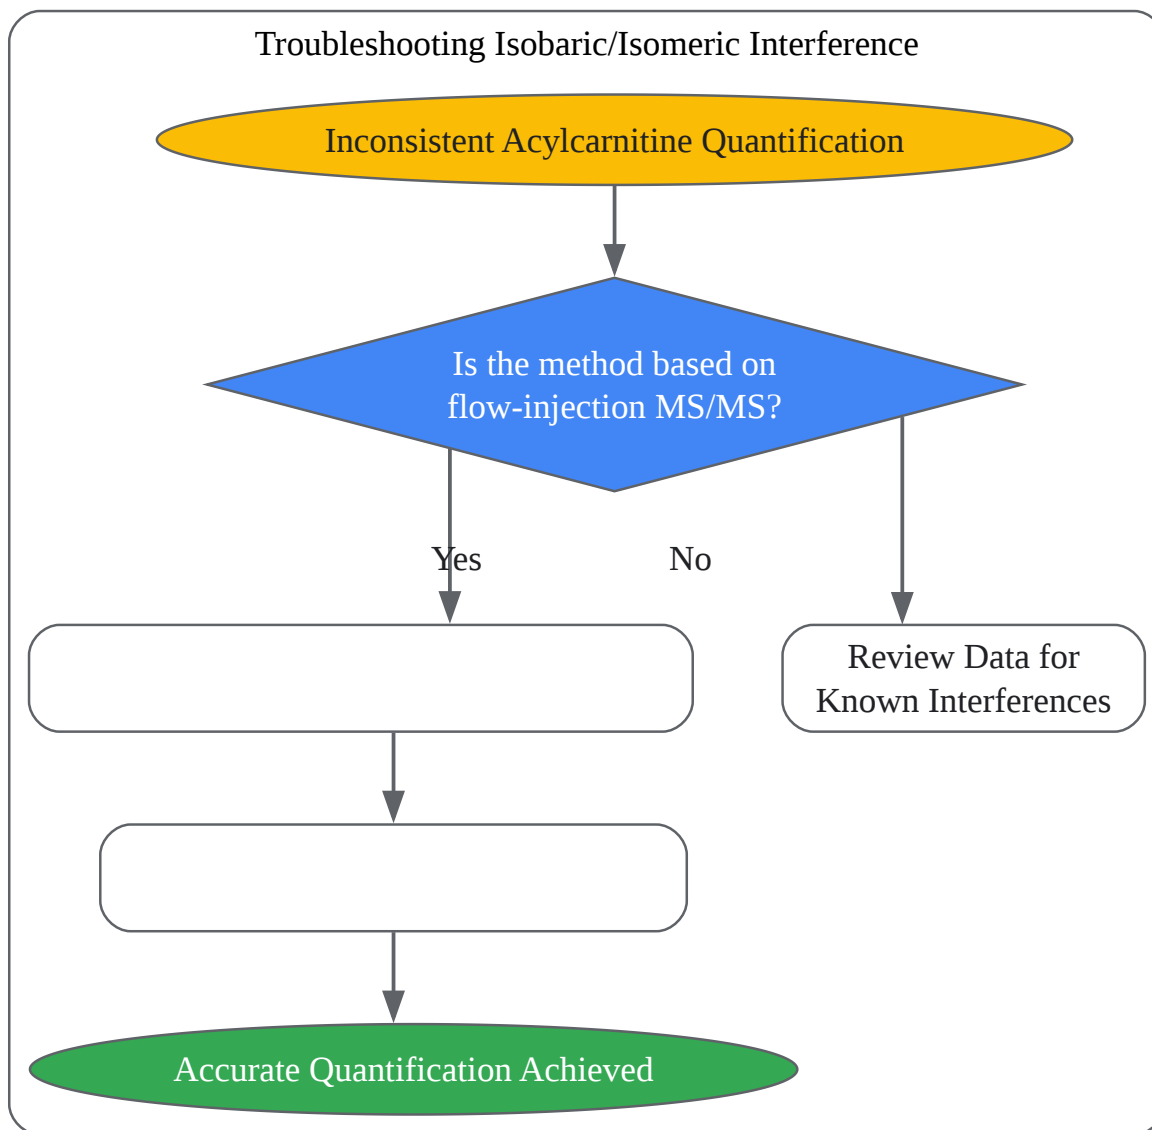 Troubleshooting Isobaric/Isomeric Interference
Inconsistent Acylcarnitine Quantification
Is the method based on
flow-injection MS/MS?
Yes
No
Review Data for
Known Interferences
Accurate Quantification Achieved